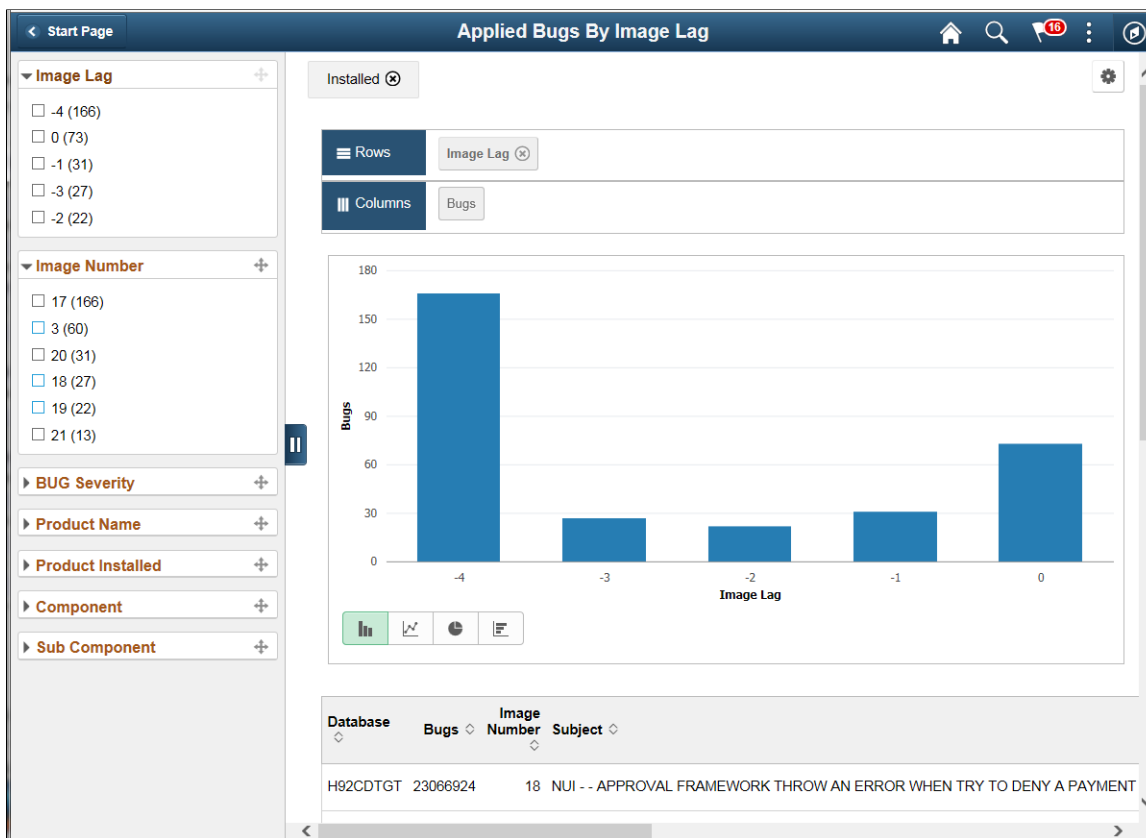 Start Page
Applied Bugs By Image Lag
16
Image Lag
-4 (166)
0 (73)
-1 (31)
-3 (27)
-2 (22)
Image Number
17 (166)
3 (60)
20 (31)
18 (27)
19 (22)
21 (13)
BUG Severity
Product Name
Product Installed
Component
Sub Component
Installed
Rows
Image Lag
Columns
Bugs
180
150
120
90
60
30
0
Bugs
-4 -3 -2 -1 0
Image Lag
Database Bugs Image Number Subject
H92CDTGT 23066924 18 NUI - - APPROVAL FRAMEWORK THROW AN ERROR WHEN TRY TO DENY A PAYMENT